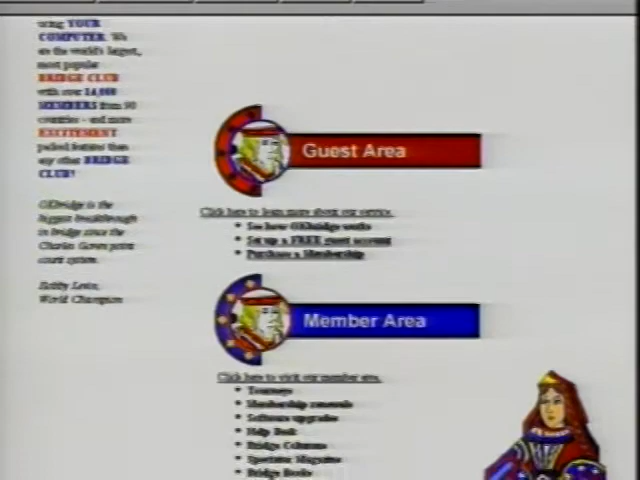 using YOUR
COMPUTER. We
are the world's largest,
most popular
BRIDGE CLUB
with over 14,000
MEMBERS from 90
countries - and more
EXCITEMENT
packed features than
any other BRIDGE
CLUB!
OKbridge is the
biggest breakthrough
in bridge since the
Charles Goren point
count system.
Bobby Levin,
World Champion
Guest Area
Click here to learn more about our service.
See how OKbridge works
Set up a FREE guest account
Purchase a Membership
Member Area
Click here to visit our member area.
Tourneys
Membership renewals
Software upgrades
Help Desk
Bridge Columns
Spectator Magazine
Bridge Books